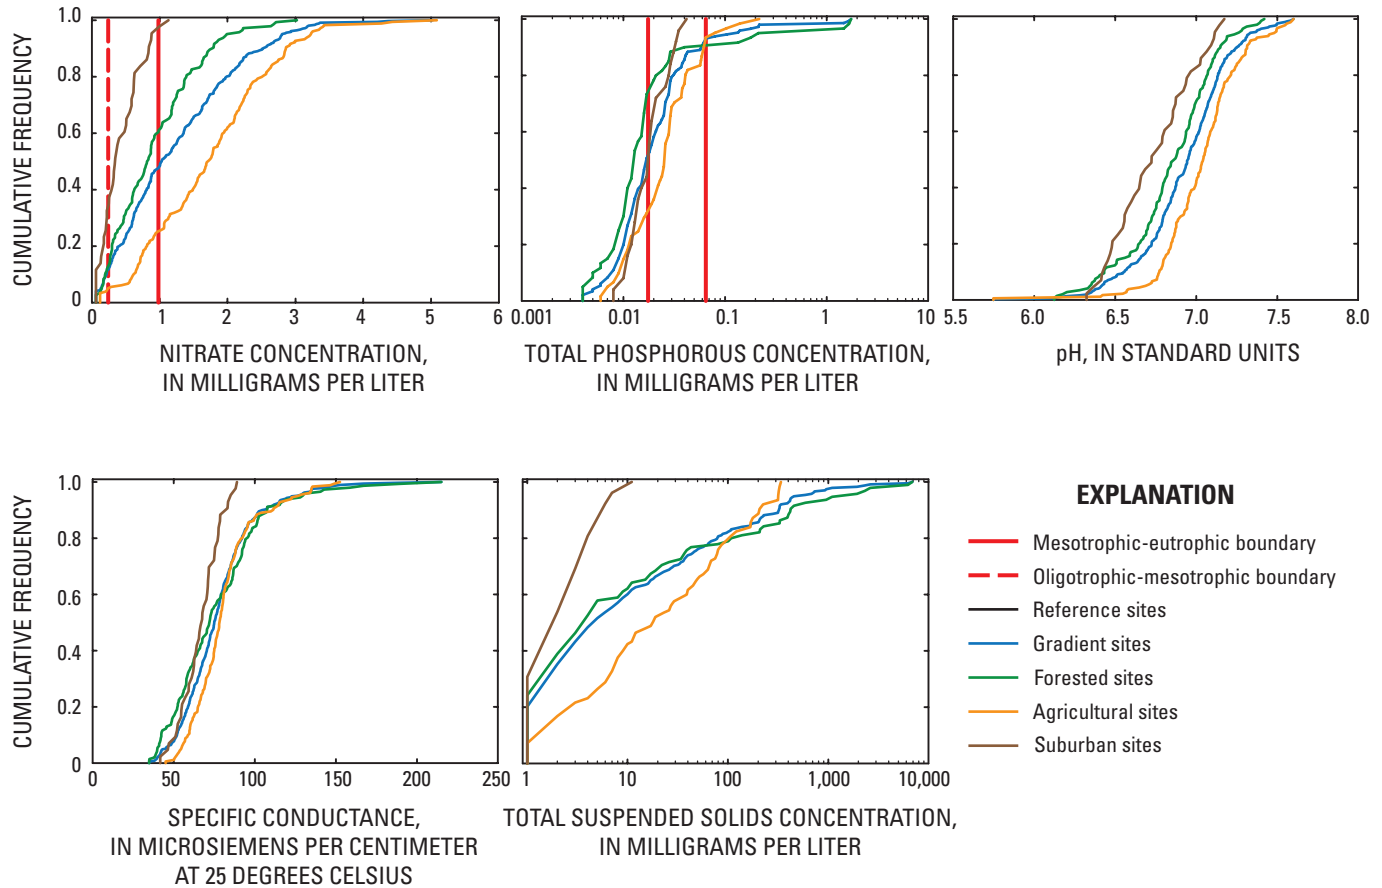 CUMULATIVE FREQUENCY
1.0
0.8
0.6
0.4
0.2
0
0 1 2 3 4 5 6
NITRATE CONCENTRATION,
IN MILLIGRAMS PER LITER
0.001 0.01 0.1 1 10
TOTAL PHOSPHOROUS CONCENTRATION,
IN MILLIGRAMS PER LITER
5.5 6.0 6.5 7.0 7.5 8.0
pH, IN STANDARD UNITS
CUMULATIVE FREQUENCY
1.0
0.8
0.6
0.4
0.2
0
0 50 100 150 200 250
SPECIFIC CONDUCTANCE,
IN MICROSIEMENS PER CENTIMETER
AT 25 DEGREES CELSIUS
1 10 100 1,000 10,000
TOTAL SUSPENDED SOLIDS CONCENTRATION,
IN MILLIGRAMS PER LITER
EXPLANATION
Mesotrophic-eutrophic boundary
Oligotrophic-mesotrophic boundary
Reference sites
Gradient sites
Forested sites
Agricultural sites
Suburban sites